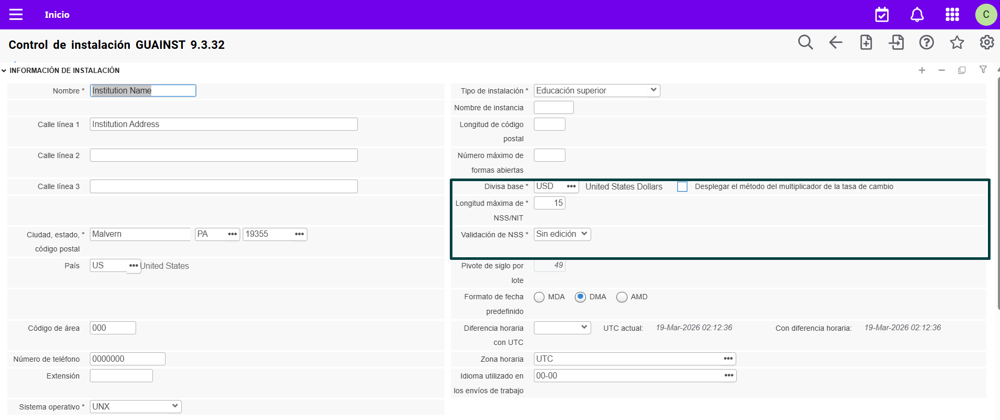 Inicio
C
Control de instalación GUAINST 9.3.32
INFORMACIÓN DE INSTALACIÓN
Nombre * Institution Name
Tipo de instalación * Educación superior
Nombre de instancia
Calle línea 1 Institution Address
Longitud de código
postal
Calle línea 2
Número máximo de
formas abiertas
Calle línea 3
Divisa base * USD ••• United States Dollars Desplegar el método del multiplicador de la tasa de cambio
Longitud máxima de * 15
NSS/NIT
Ciudad, estado, * Malvern PA ••• 19355 •••
código postal
Validación de NSS * Sin edición
País US ••• United States
Pivote de siglo por 49
lote
Formato de fecha MDA DMA AMD
predefinido
Código de área 000
Diferencia horaria UTC actual: 19-Mar-2026 02:12:36 Con diferencia horaria: 19-Mar-2026 02:12:36
con UTC
Número de teléfono 0000000
Zona horaria UTC •••
Extensión
Idioma utilizado en 00-00 •••
los envíos de trabajo
Sistema operativo * UNX